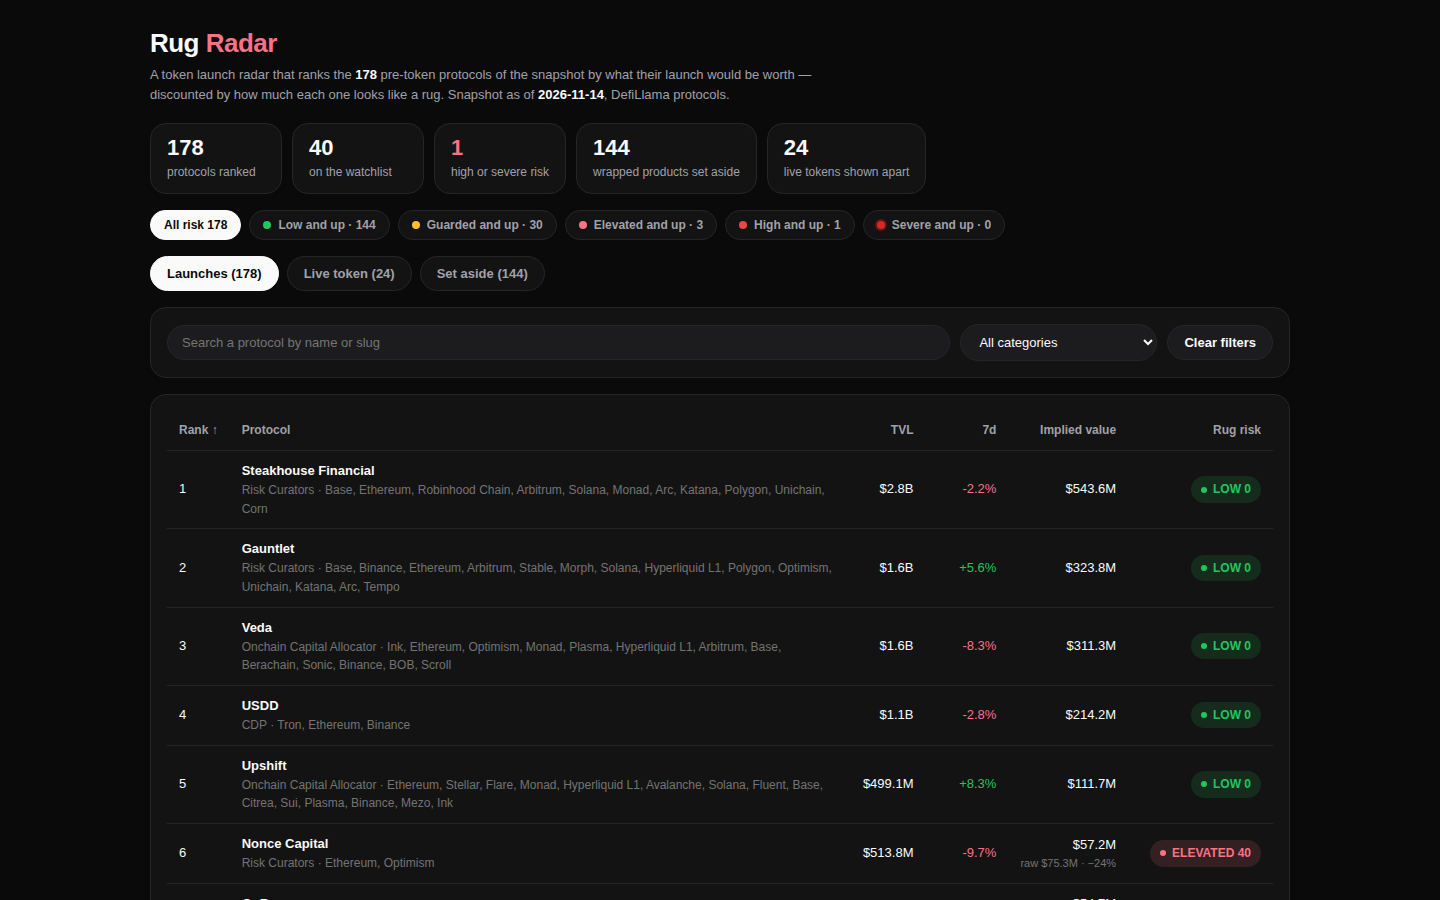 Rug Radar
A token launch radar that ranks the 178 pre-token protocols of the snapshot by what their launch would be worth —
discounted by how much each one looks like a rug. Snapshot as of 2026-11-14, DefiLlama protocols.
178
protocols ranked
40
on the watchlist
1
high or severe risk
144
wrapped products set aside
24
live tokens shown apart
All risk 178
Low and up · 144
Guarded and up · 30
Elevated and up · 3
High and up · 1
Severe and up · 0
Launches (178)
Live token (24)
Set aside (144)
Search a protocol by name or slug
All categories
Clear filters
Rank ↑ Protocol TVL 7d Implied value Rug risk
Steakhouse Financial
1 $2.8B -2.2% $543.6M LOW 0
Risk Curators · Base, Ethereum, Robinhood Chain, Arbitrum, Solana, Monad, Arc, Katana, Polygon, Unichain,
Corn
Gauntlet
2 $1.6B +5.6% $323.8M LOW 0
Risk Curators · Base, Binance, Ethereum, Arbitrum, Stable, Morph, Solana, Hyperliquid L1, Polygon, Optimism,
Unichain, Katana, Arc, Tempo
Veda
3 $1.6B -8.3% $311.3M LOW 0
Onchain Capital Allocator · Ink, Ethereum, Optimism, Monad, Plasma, Hyperliquid L1, Arbitrum, Base,
Berachain, Sonic, Binance, BOB, Scroll
USDD
4 $1.1B -2.8% $214.2M LOW 0
CDP · Tron, Ethereum, Binance
Upshift
5 $499.1M +8.3% $111.7M LOW 0
Onchain Capital Allocator · Ethereum, Stellar, Flare, Monad, Hyperliquid L1, Avalanche, Solana, Fluent, Base,
Citrea, Sui, Plasma, Binance, Mezo, Ink
Nonce Capital
6 $513.8M -9.7% $57.2M ELEVATED 40
Risk Curators · Ethereum, Optimism
raw $75.3M · −24%